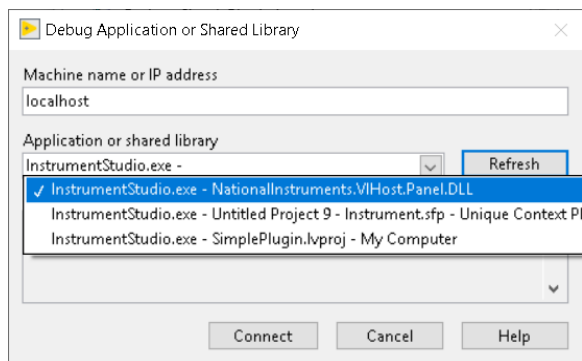 Debug Application or Shared Library
Machine name or IP address
localhost
Application or shared library
InstrumentStudio.exe -
Refresh
InstrumentStudio.exe - NationalInstruments.VIHost.Panel.DLL
InstrumentStudio.exe - Untitled Project 9 - Instrument.sfp - Unique Context
InstrumentStudio.exe - SimplePlugin.lvproj - My Computer
Connect
Cancel
Help